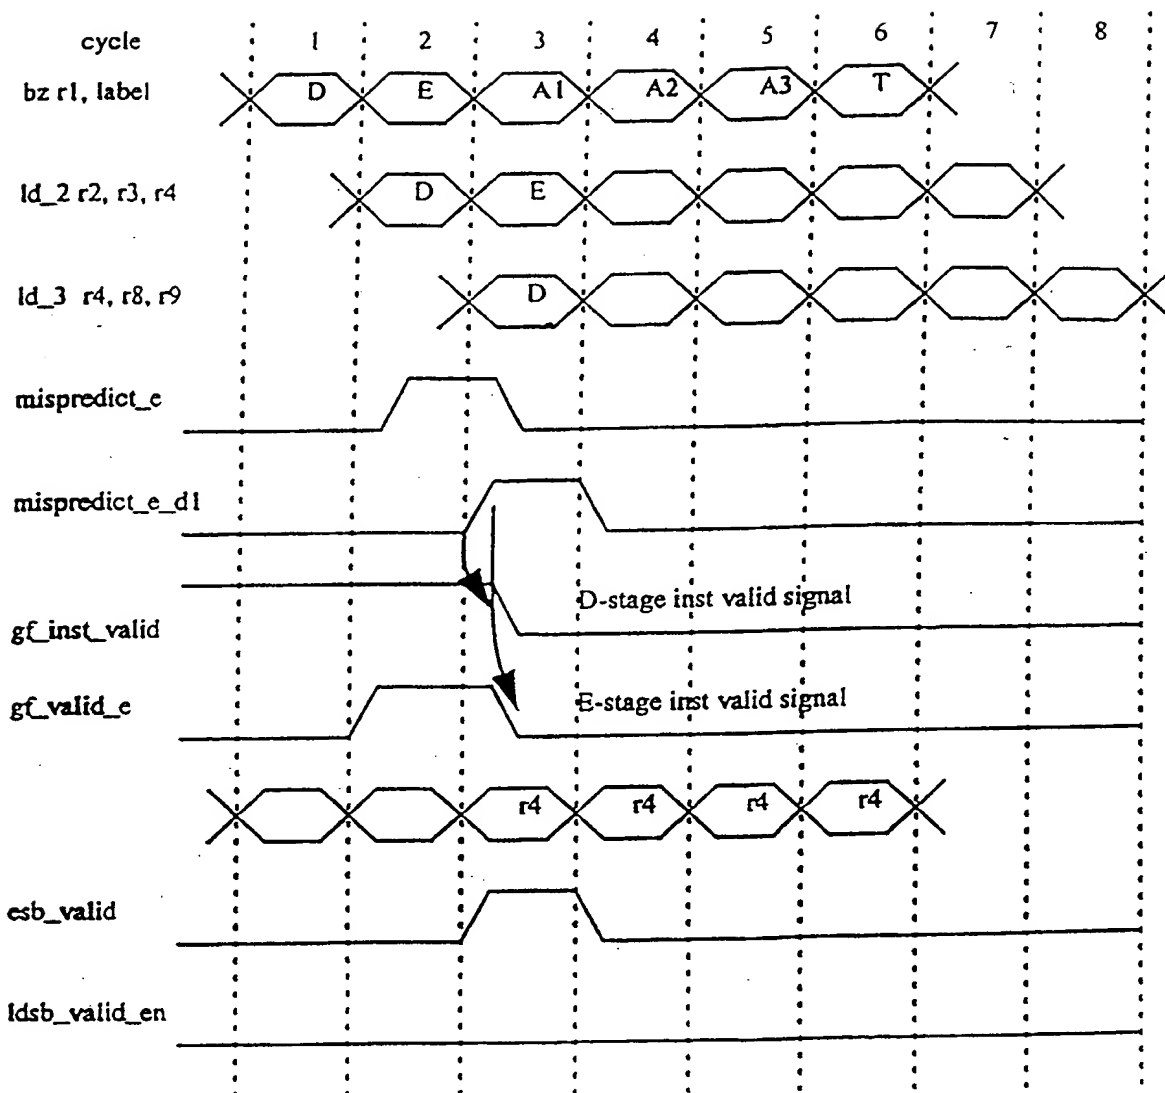 cycle 1 2 3 4 5 6 7 8
bz r1, label D E A1 A2 A3 T
ld_2 r2, r3, r4 D E
ld_3 r4, r8, r9 D
mispredict_e
mispredict_e_d1
D-stage inst valid signal
gf_inst_valid
gf_valid_e E-stage inst valid signal
r4 r4 r4 r4
esb_valid
ldsb_valid_en